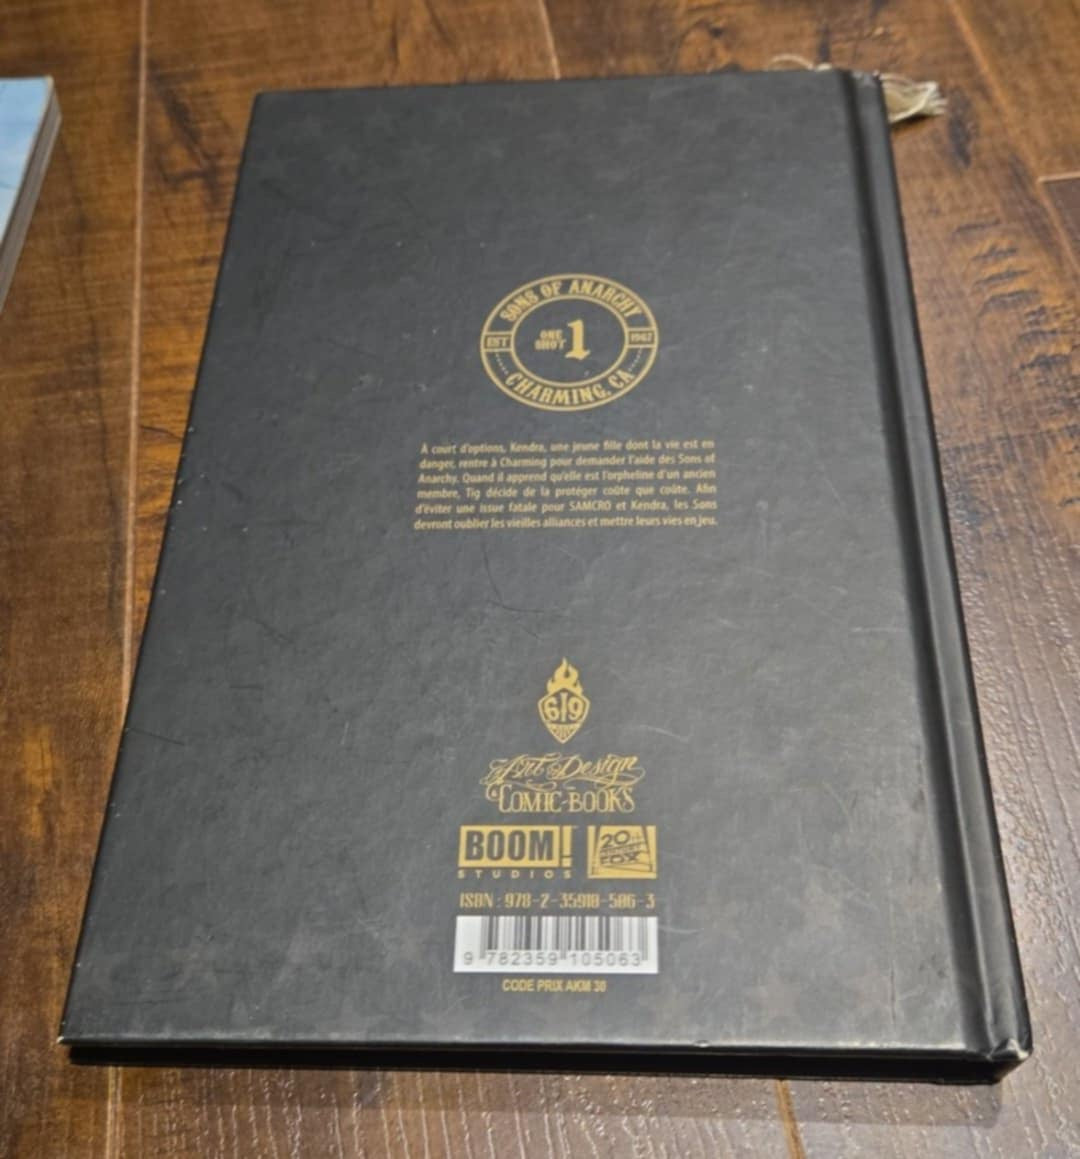 SONS OF ANARCHY
EST 1967
ONE
SHOT 1
CHARMING, CA
À court d'options, Kendra, une jeune fille dont la vie est en
danger, rentre à Charming pour demander l'aide des Sons of
Anarchy. Quand il apprend qu'elle est l'orpheline d'un ancien
membre, Tig décide de la protéger coûte que coûte. Afin
d'éviter une issue fatale pour SAMCRO et Kendra, les Sons
devront oublier les vieilles alliances et mettre leurs vies en jeu.
619
Art Design
& COMIC-BOOKS
BOOM!
STUDIOS
20th
CENTURY
FOX
ISBN : 978-2-35910-506-3
9 782359 105063
CODE PRIX AKM 30